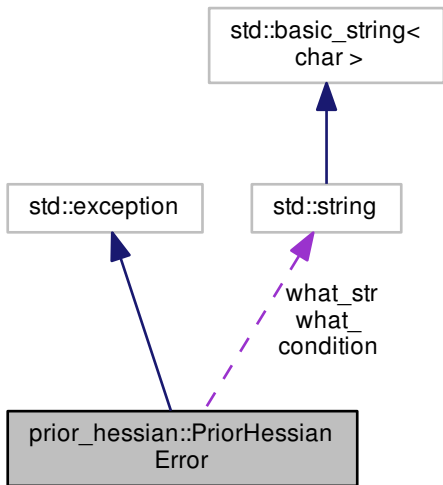 std::basic_string<
char >
std::exception
std::string
what_str
what_
condition
prior_hessian::PriorHessian
Error